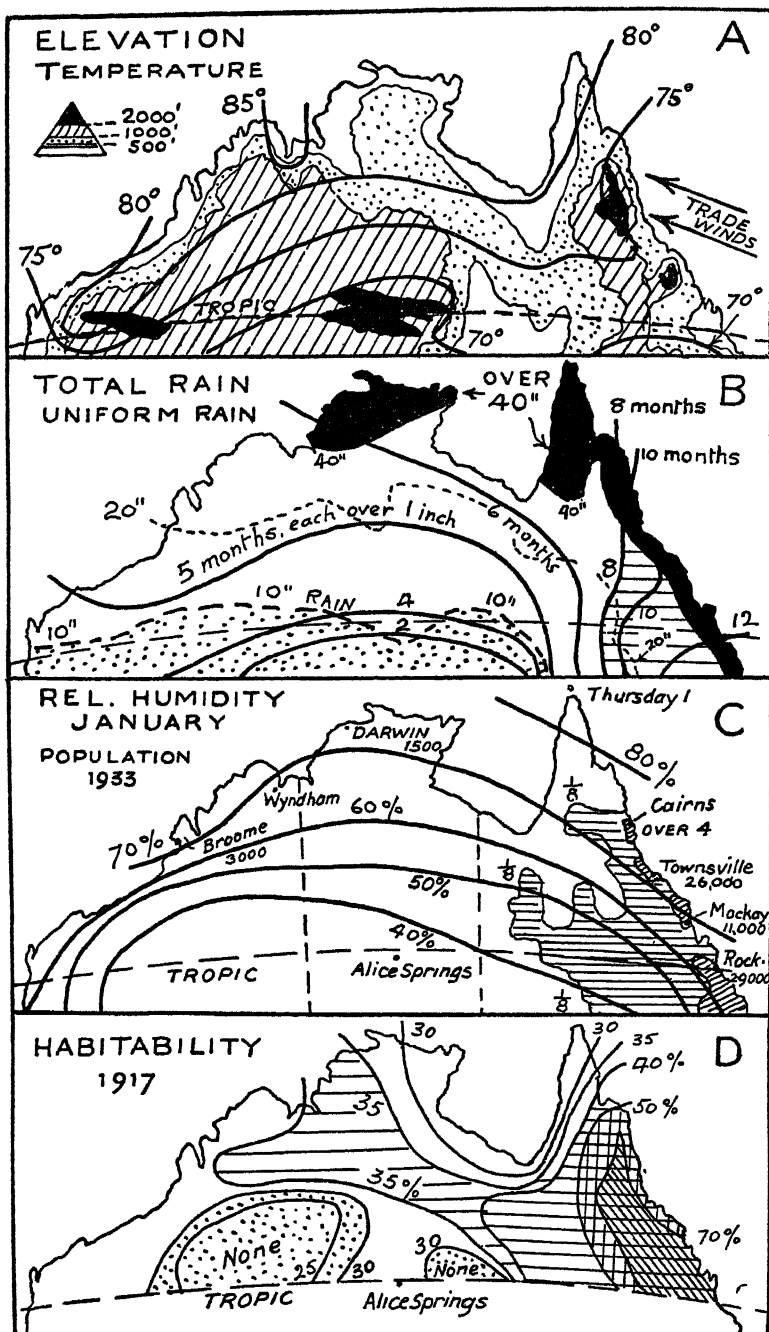 ELEVATION
TEMPERATURE
A
2000'
1000'
500'
85°
80°
75°
80°
75°
TRADE
WINDS
TROPIC
70°
70°
TOTAL RAIN
UNIFORM RAIN
B
OVER
40"
8 months
10 months
40"
40"
20"
5 months, each over 1 inch
6 months
8
10"
RAIN
4
10"
10
12
10"
2
20"
REL. HUMIDITY
JANUARY
C
POPULATION
1933
Thursday I
DARWIN
1500
80%
Wyndham
1/8
Cairns
OVER 4
70%
Broome
3000
60%
Townsville
26,000
50%
1/8
Mackay
11,000
40%
TROPIC
Alice Springs
Rock.
29000
1/8
HABITABILITY
1917
D
30
30
35
40%
50%
35
35%
70%
None
25
30
30
None
TROPIC
Alice Springs